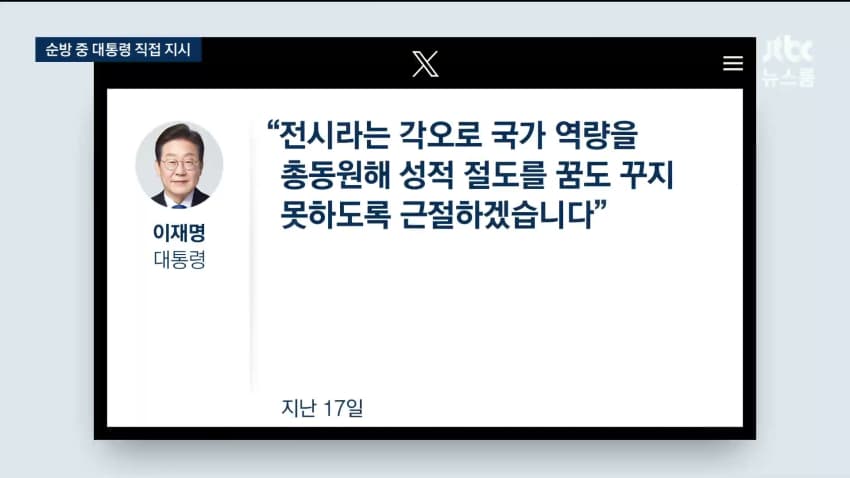 순방 중 대통령 직접 지시
jtbc
뉴스룸
X
“전시라는 각오로 국가 역량을
총동원해 성적 절도를 꿈도 꾸지
못하도록 근절하겠습니다”
이재명
대통령
지난 17일